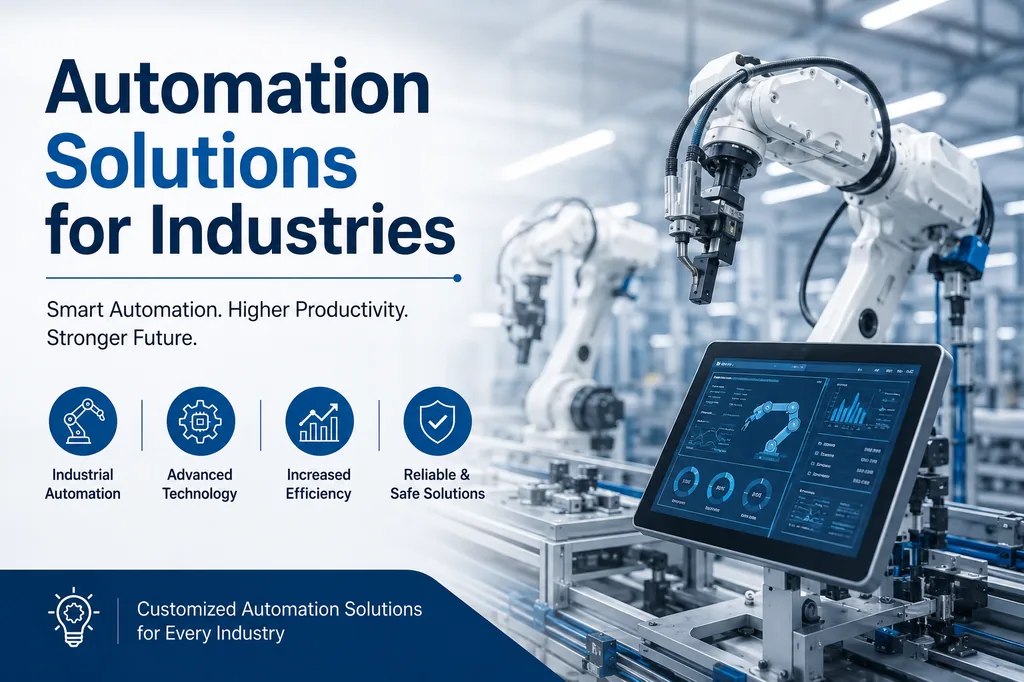 Automation
Solutions
for Industries
Smart Automation. Higher Productivity.
Stronger Future.
Industrial
Automation
Advanced
Technology
Increased
Efficiency
Reliable &
Safe Solutions
Customized Automation Solutions
for Every Industry